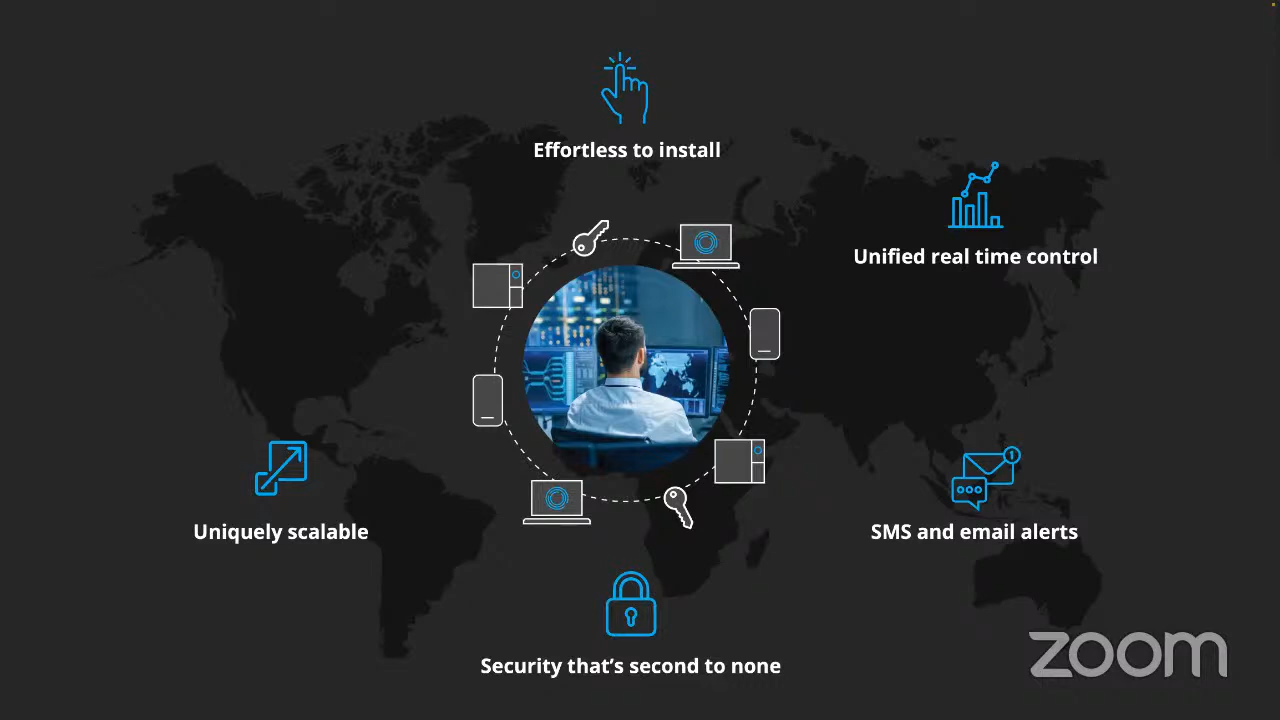 Effortless to install
Unified real time control
Uniquely scalable
1
SMS and email alerts
Security that’s second to none
zoom